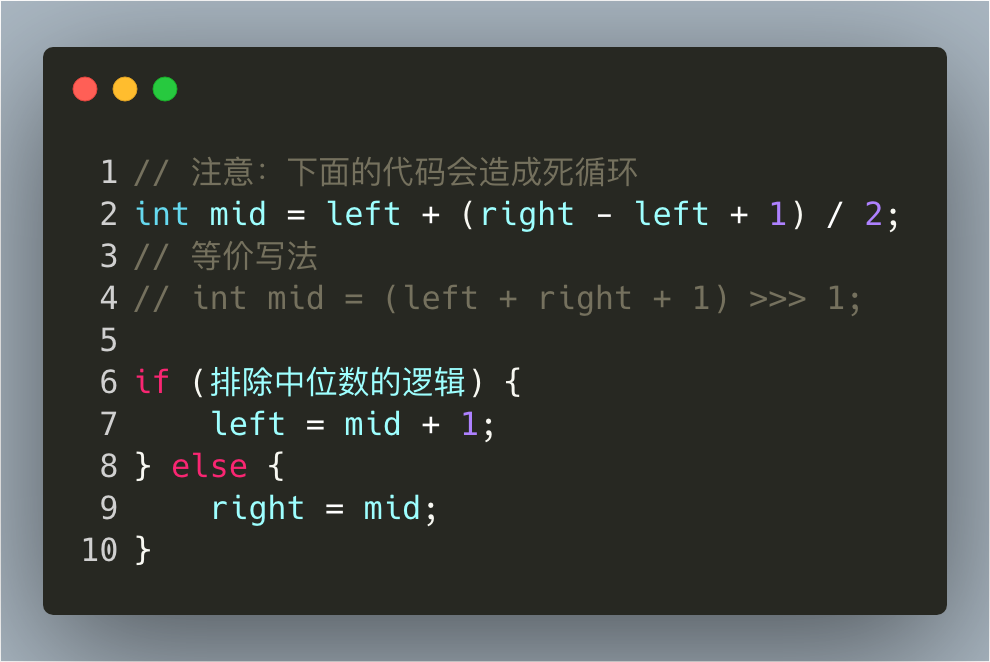 1 // 注意：下面的代码会造成死循环
2 int mid = left + (right - left + 1) / 2;
3 // 等价写法
4 // int mid = (left + right + 1) >>> 1;
5
6 if (排除中位数的逻辑) {
7     left = mid + 1;
8 } else {
9     right = mid;
10 }